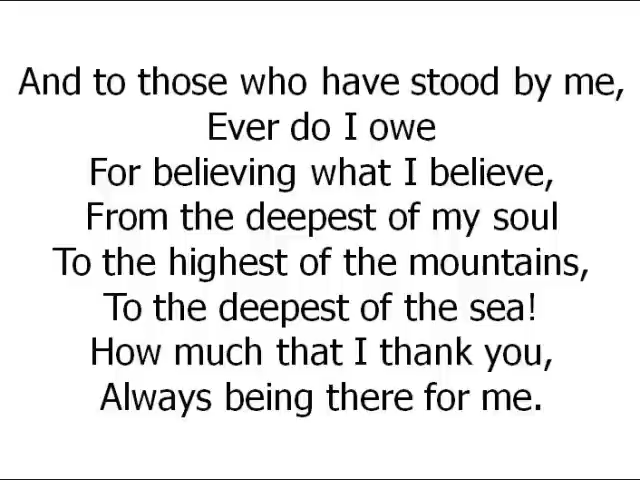 And to those who have stood by me,
Ever do I owe
For believing what I believe,
From the deepest of my soul
To the highest of the mountains,
To the deepest of the sea!
How much that I thank you,
Always being there for me.